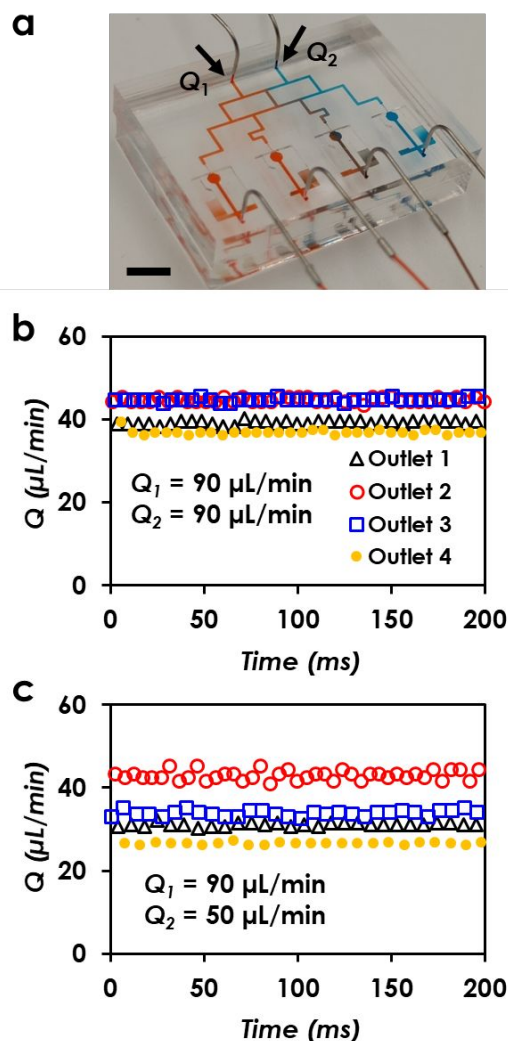 a
Q1
Q2
b
Q (µL/min)
60
40
20
0
Q1 = 90 µL/min
Q2 = 90 µL/min
Outlet 1
Outlet 2
Outlet 3
Outlet 4
0 50 100 150 200
Time (ms)
c
Q (µL/min)
60
40
20
0
Q1 = 90 µL/min
Q2 = 50 µL/min
0 50 100 150 200
Time (ms)